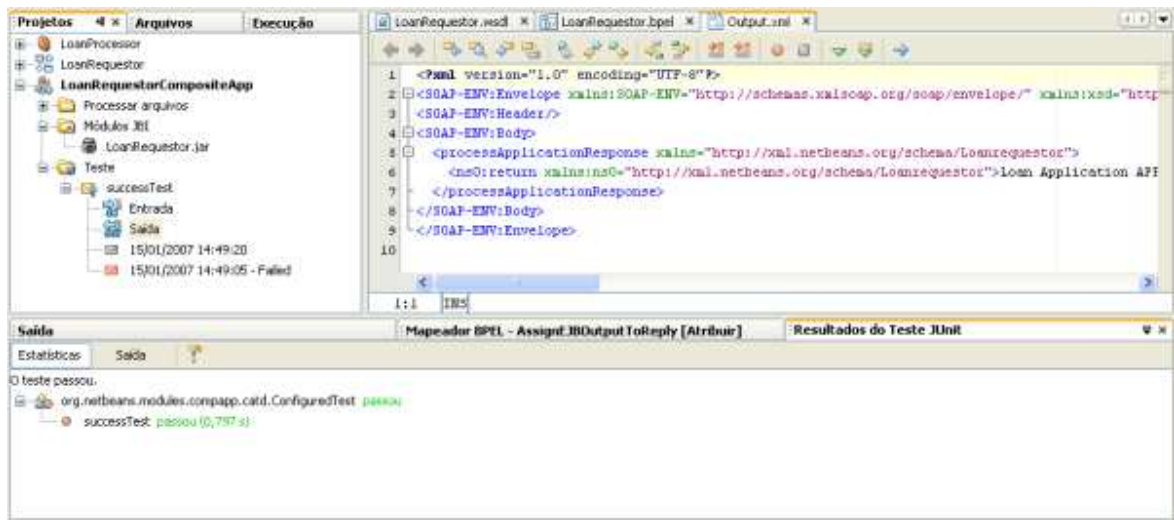 Projetos
Arquivos
Execução
LoanProcessor
LoanRequestor
LoanRequestorCompositeApp
Processar arquivos
Módulos JBI
LoanRequestor.jar
Teste
successTest
Entrada
Saída
15/01/2007 14:49:20
15/01/2007 14:49:05 - Failed
LoanRequestor.wsdl
LoanRequestor.bpel
Output.xml
1 <?xml version="1.0" encoding="UTF-8"?>
2 <SOAP-ENV:Envelope xmlns:SOAP-ENV="http://schemas.xmlsoap.org/soap/envelope/" xmlns:xsd="http
3 <SOAP-ENV:Header/>
4 <SOAP-ENV:Body>
5 <processApplicationResponse xmlns="http://xml.netbeans.org/schema/Loanrequestor">
6 <ns0:return xmlns:ns0="http://xml.netbeans.org/schema/Loanrequestor">Loan Application APP
7 </processApplicationResponse>
8 </SOAP-ENV:Body>
9 </SOAP-ENV:Envelope>
10
1:1 INS
Saída
Mapeador BPEL - AssignEJBOutputToReply [Atribuir]
Resultados do Teste JUnit
Estatísticas
Saída
O teste passou.
org.netbeans.modules.compapp.catd.ConfiguredTest passou
successTest passou (0,797 s)